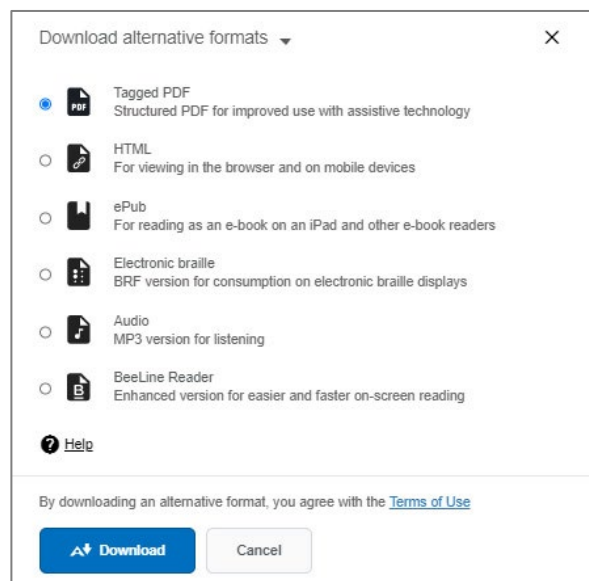 Download alternative formats
PDF
Tagged PDF
Structured PDF for improved use with assistive technology
HTML
For viewing in the browser and on mobile devices
ePub
For reading as an e-book on an iPad and other e-book readers
Electronic braille
BRF version for consumption on electronic braille displays
Audio
MP3 version for listening
B
BeeLine Reader
Enhanced version for easier and faster on-screen reading
? Help
By downloading an alternative format, you agree with the Terms of Use
A Download
Cancel